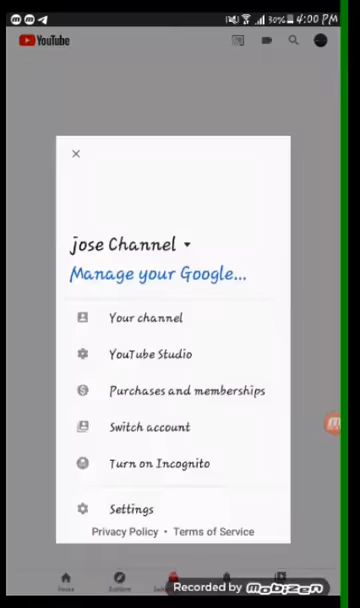 30% 4:00 PM
YouTube
jose Channel
Manage your Google...
Your channel
YouTube Studio
Purchases and memberships
Switch account
Turn on Incognito
Settings
Privacy Policy • Terms of Service
Home Explore
Recorded by Mobizen